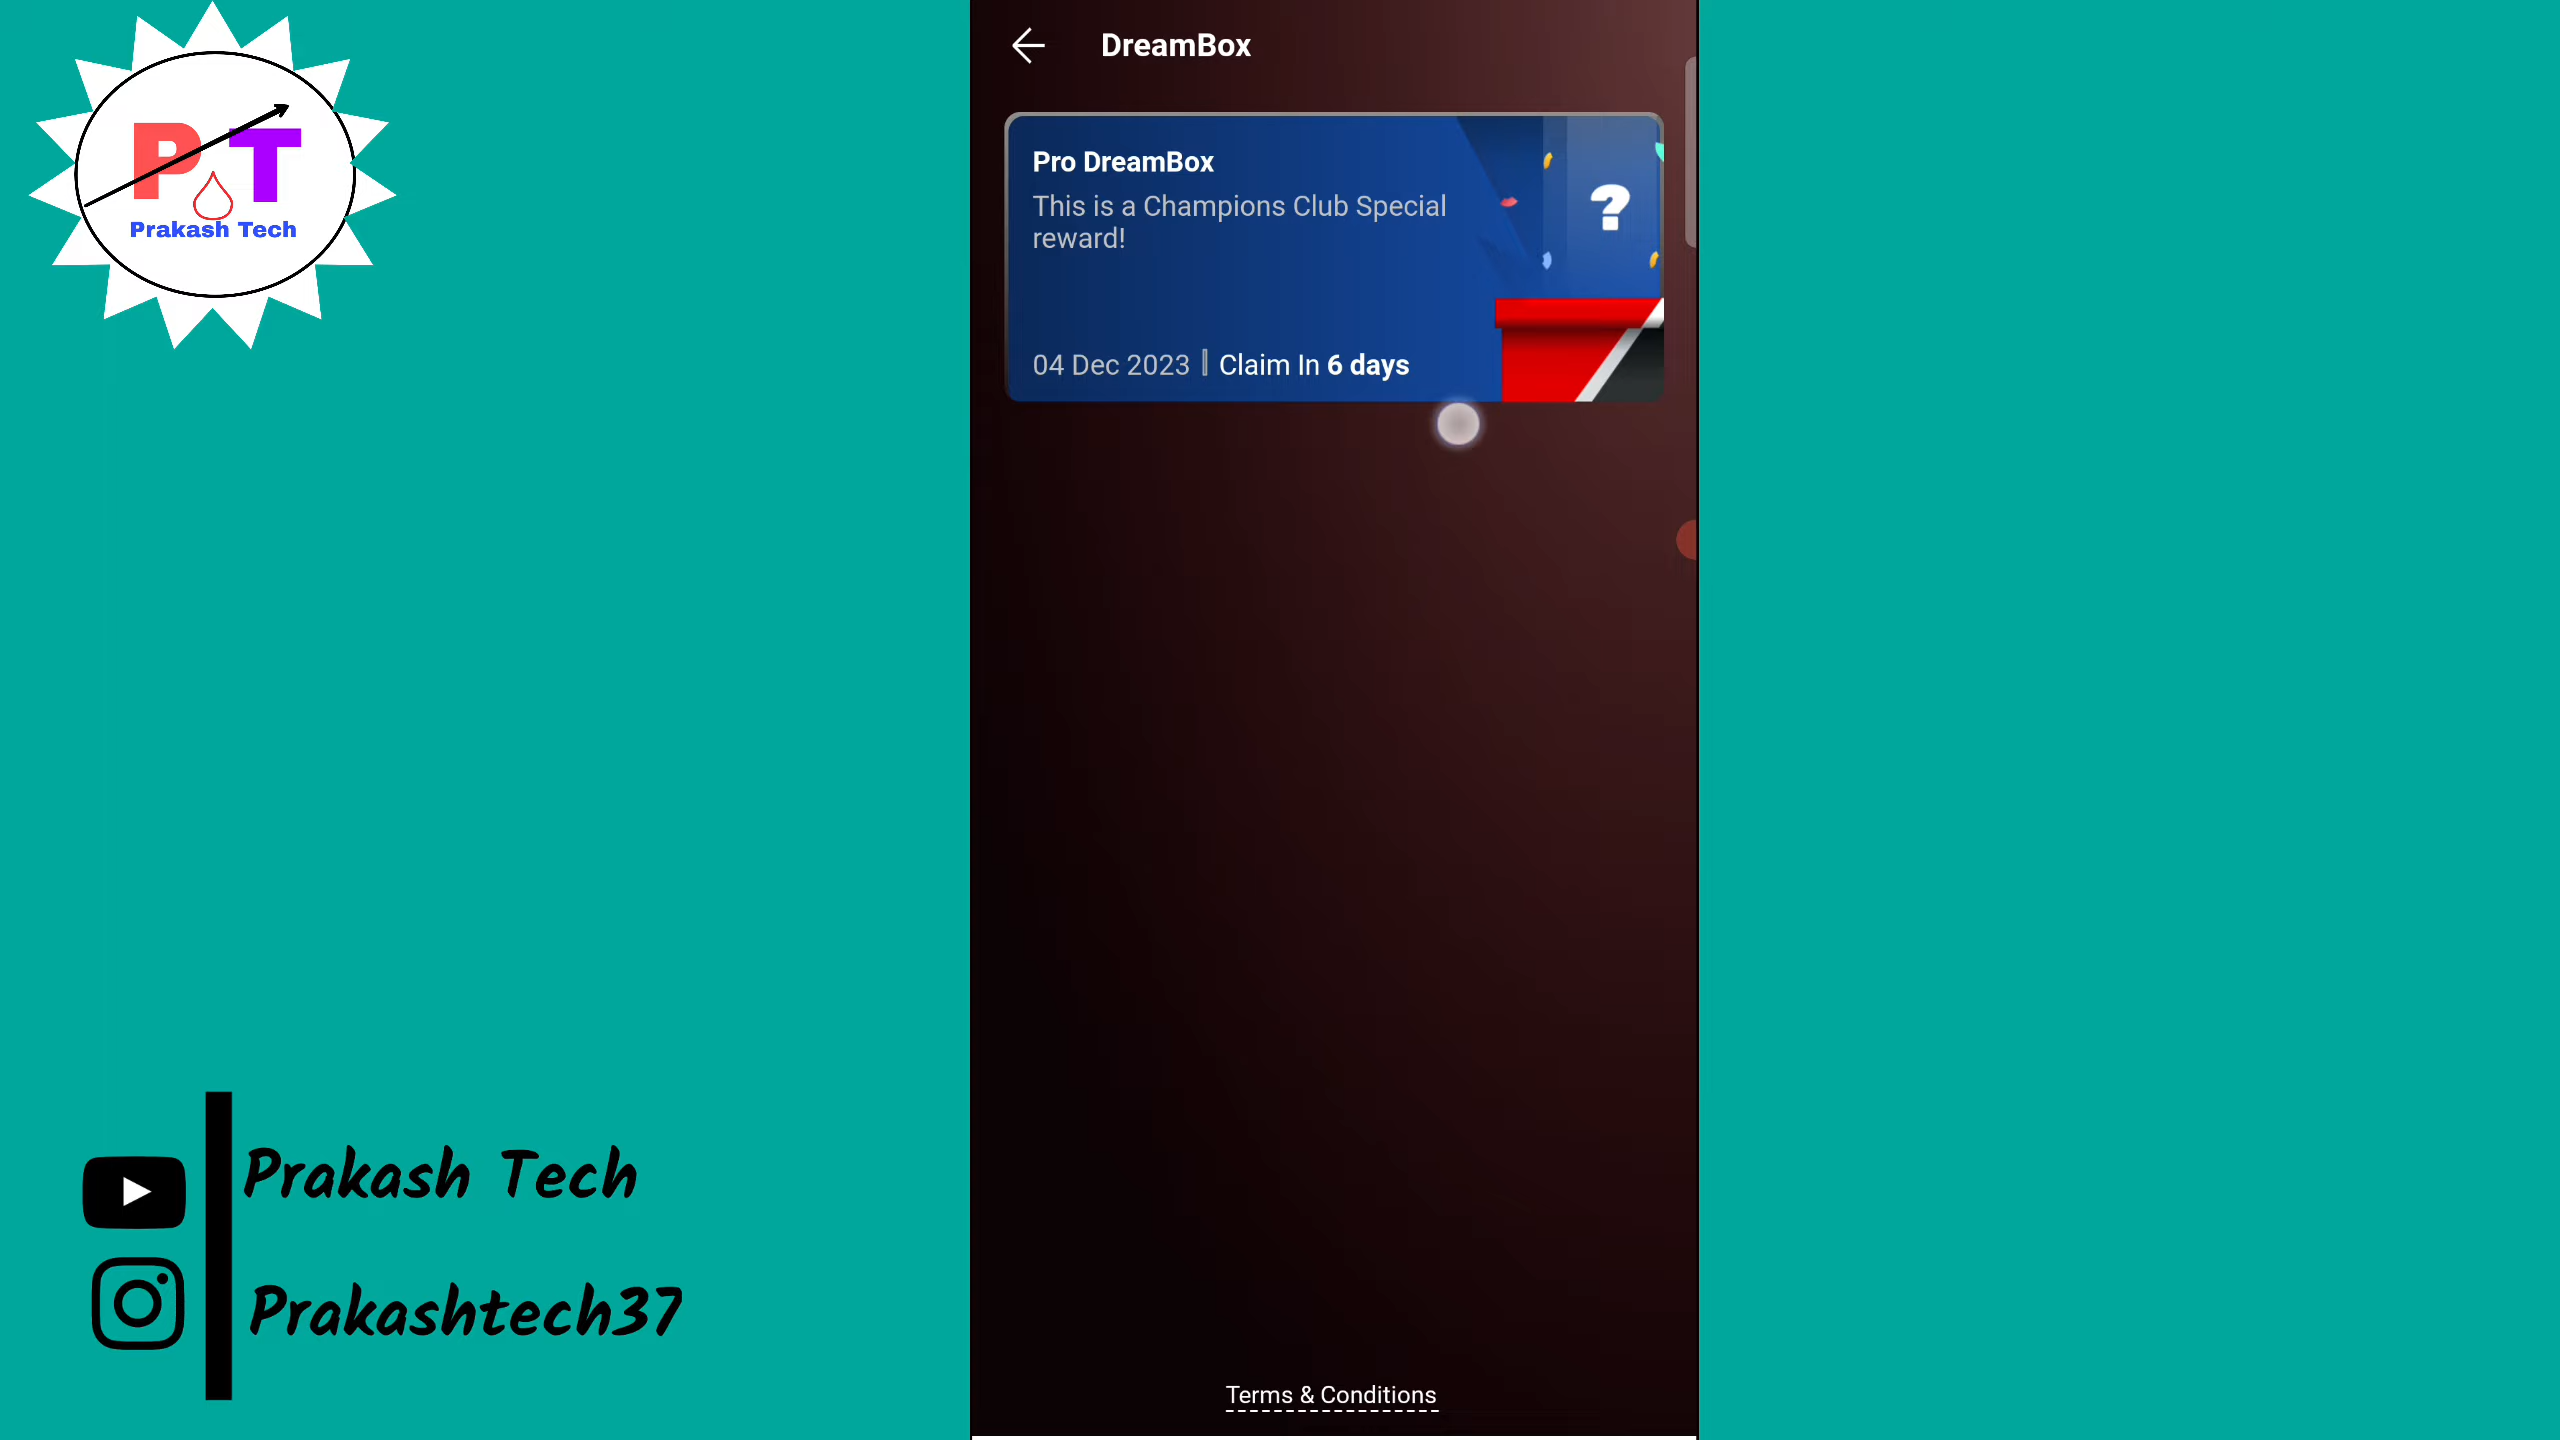 P T
Prakash Tech
DreamBox
Pro DreamBox
This is a Champions Club Special
reward!
?
04 Dec 2023 | Claim In 6 days
Terms & Conditions
Prakash Tech
Prakashtech37